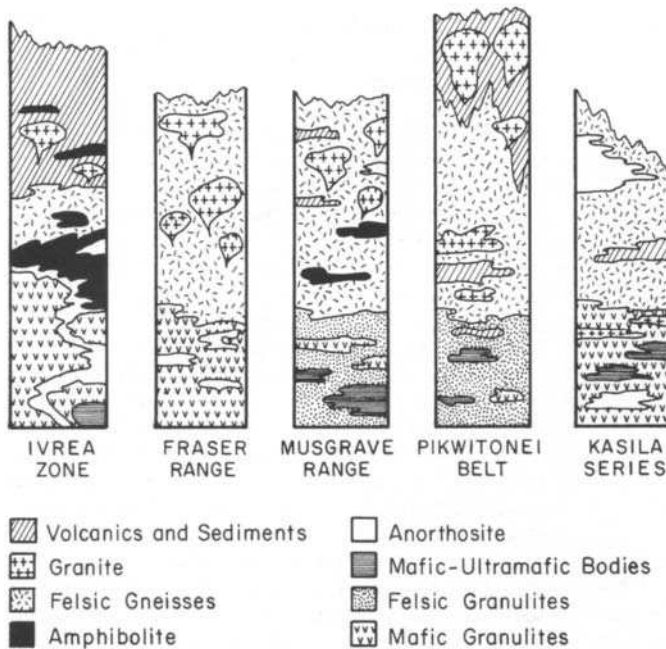 IVREA
ZONE
FRASER
RANGE
MUSGRAVE
RANGE
PIKWITONEI
BELT
KASILA
SERIES
Volcanics and Sediments
Granite
Felsic Gneisses
Amphibolite
Anorthosite
Mafic-Ultramafic Bodies
Felsic Granulites
Mafic Granulites